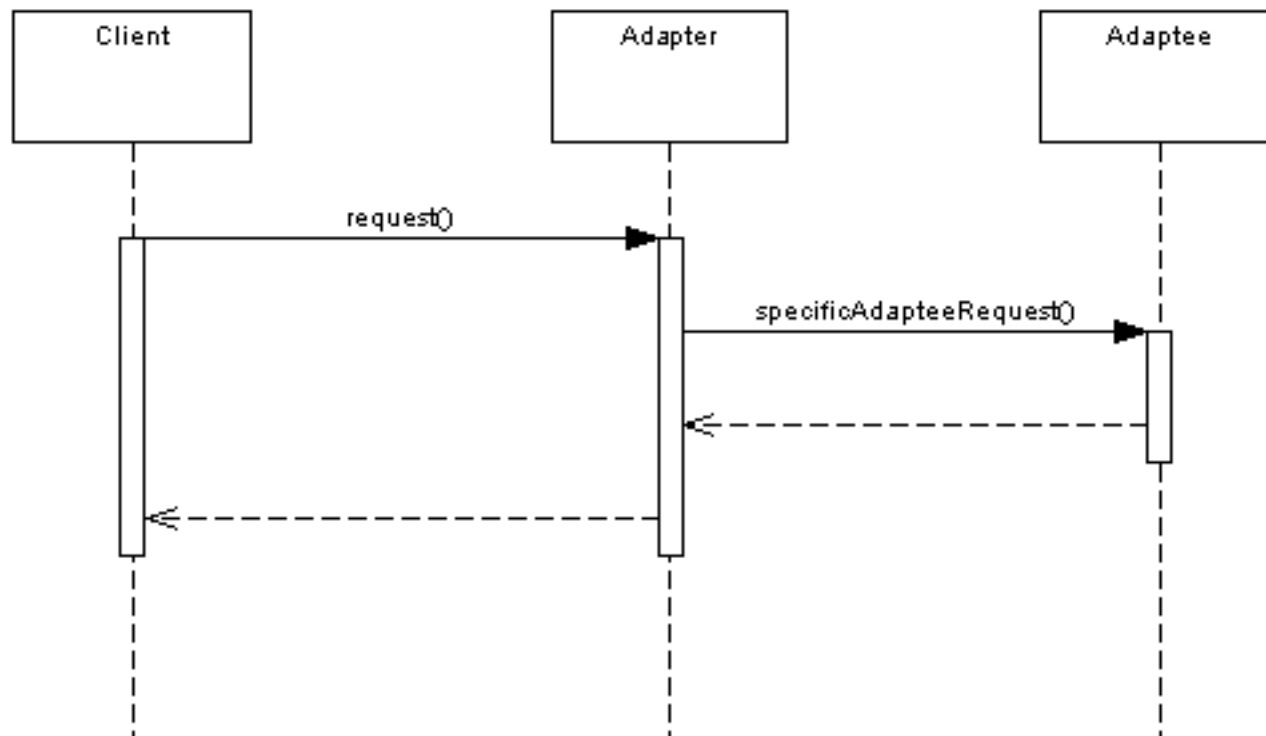 Client
Adapter
Adaptee
request()
specificAdapteeRequest()